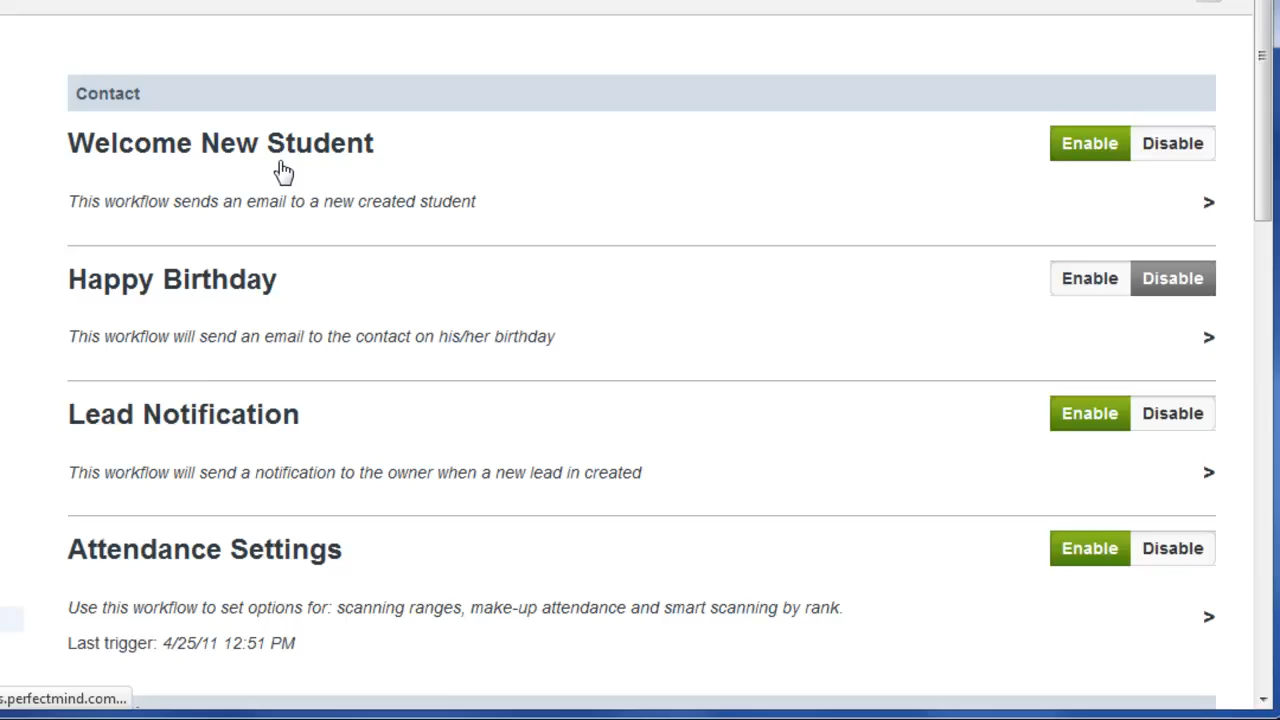 Contact
Welcome New Student
Enable Disable
This workflow sends an email to a new created student >
Happy Birthday
Enable Disable
This workflow will send an email to the contact on his/her birthday >
Lead Notification
Enable Disable
This workflow will send a notification to the owner when a new lead in created >
Attendance Settings
Enable Disable
Use this workflow to set options for: scanning ranges, make-up attendance and smart scanning by rank. >
Last trigger: 4/25/11 12:51 PM
s.perfectmind.com...